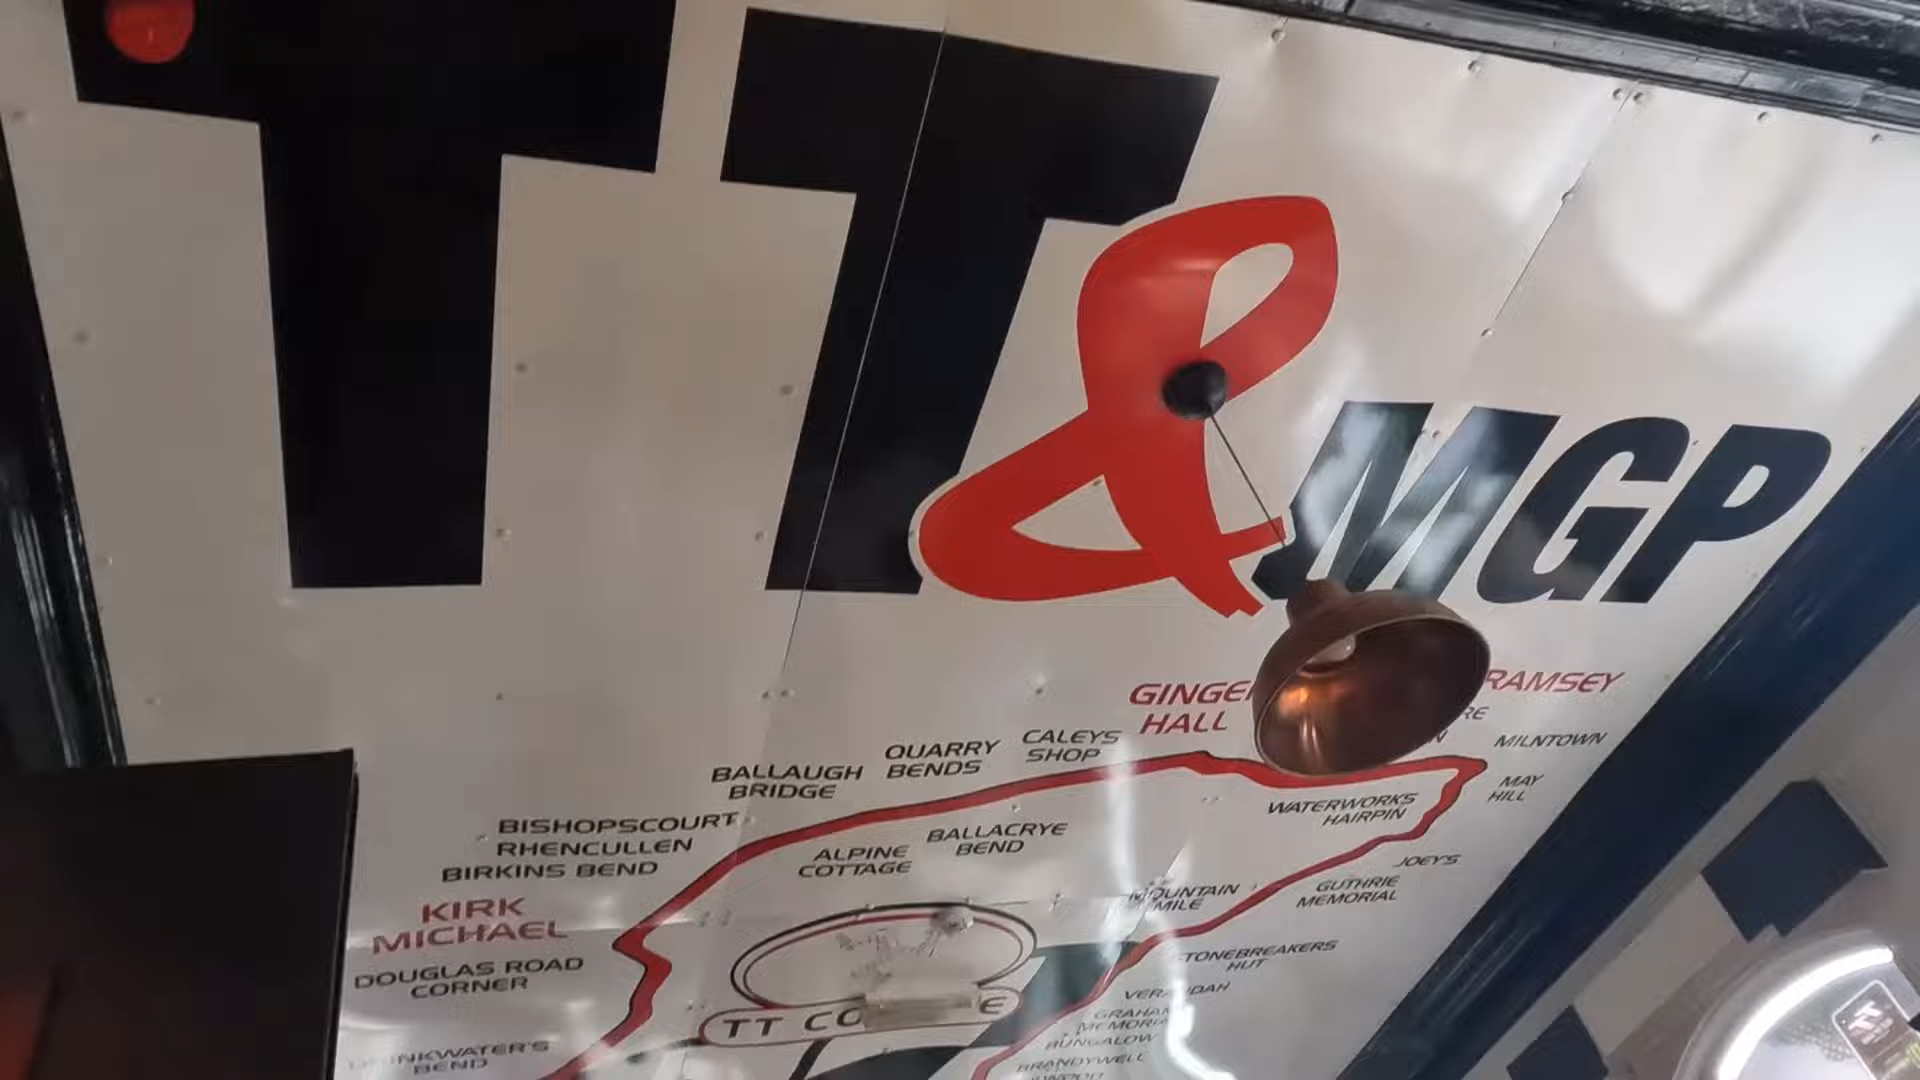 TT & MGP
GINGE
HALL
RAMSEY
MILNTOWN
QUARRY
BENDS
CALEYS
SHOP
BALLAUGH
BRIDGE
MAY
HILL
WATERWORKS
HAIRPIN
BISHOPSCOURT
RHENCULLEN
BIRKINS BEND
BALLACRYE
BEND
ALPINE
COTTAGE
JOEY'S
GUTHRIE
MEMORIAL
MOUNTAIN
MILE
KIRK
MICHAEL
DOUGLAS ROAD
CORNER
STONEBREAKERS
HUT
VERANDAH
GRAHAM
MEMORIAL
BUNGALOW
BRANDYWELL
TT CO E
DRINKWATER'S
BEND